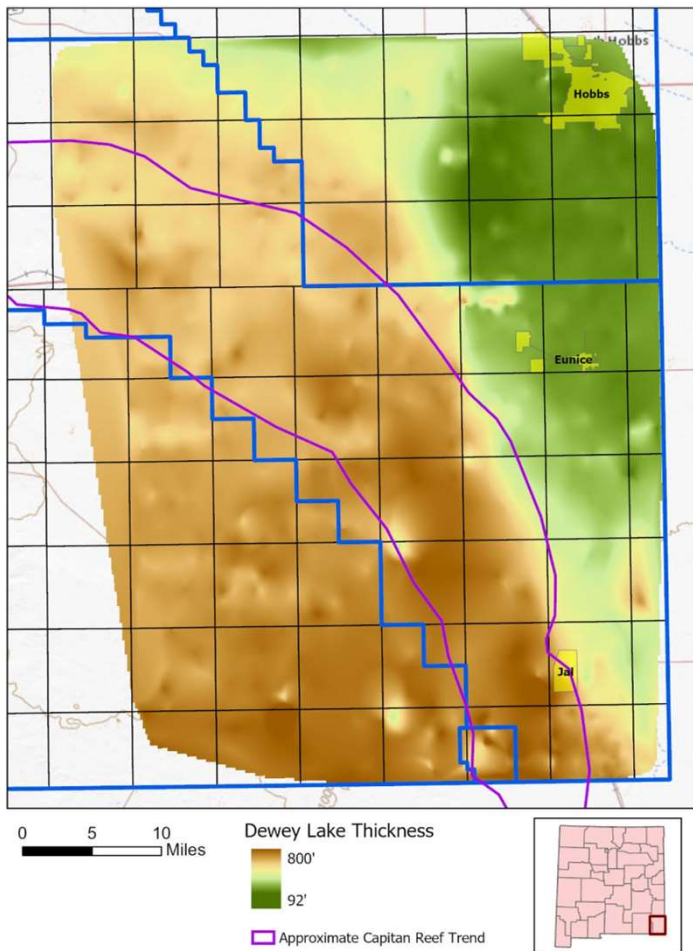 Hobbs
Hobbs
Eunice
Jal
0 5 10
Miles
Dewey Lake Thickness
800'
92'
Approximate Capitan Reef Trend